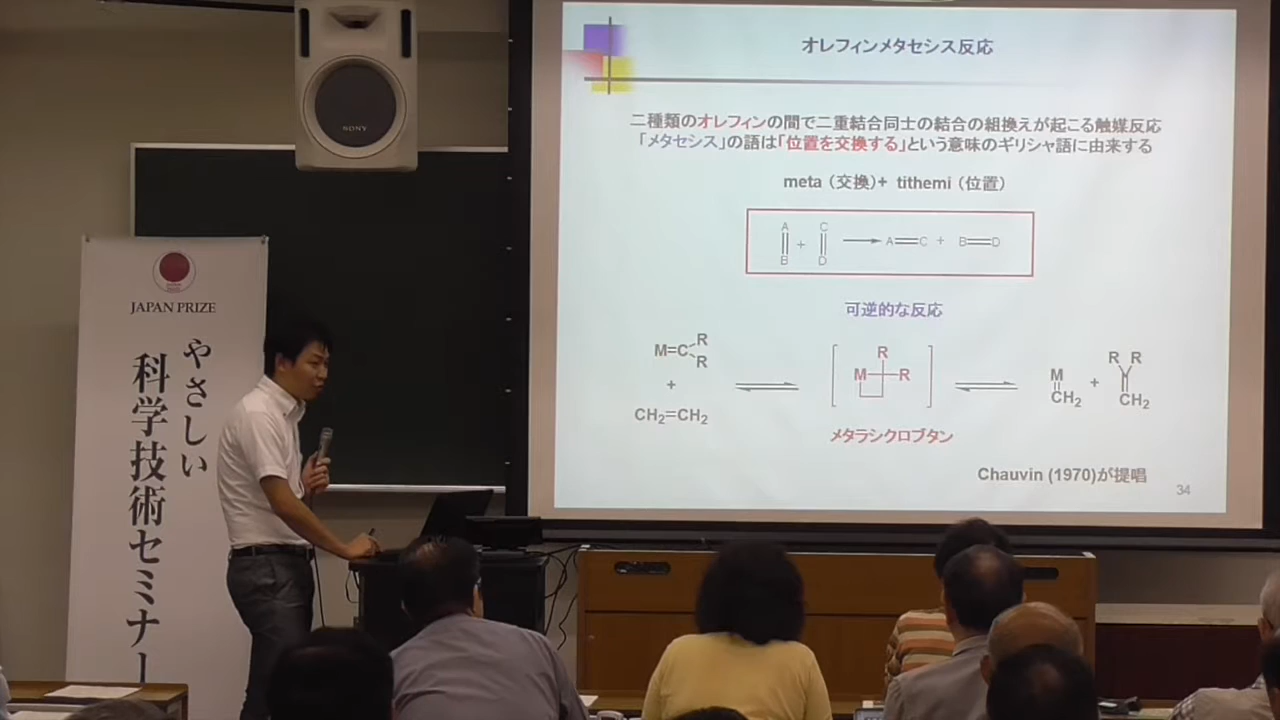 SONY
JAPAN PRIZE
やさしい
科学技術セミナー
オレフィンメタセシス反応
二種類のオレフィンの間で二重結合同士の結合の組換えが起こる触媒反応
「メタセシス」の語は「位置を交換する」という意味のギリシャ語に由来する
meta（交換）+ tithemi（位置）
A C
+ A=C + B=D
B D
可逆的な反応
M=C R R
+
CH2=CH2
R
M R
メタラシクロブタン
M
CH2
+
R R
CH2
Chauvin (1970)が提唱
34